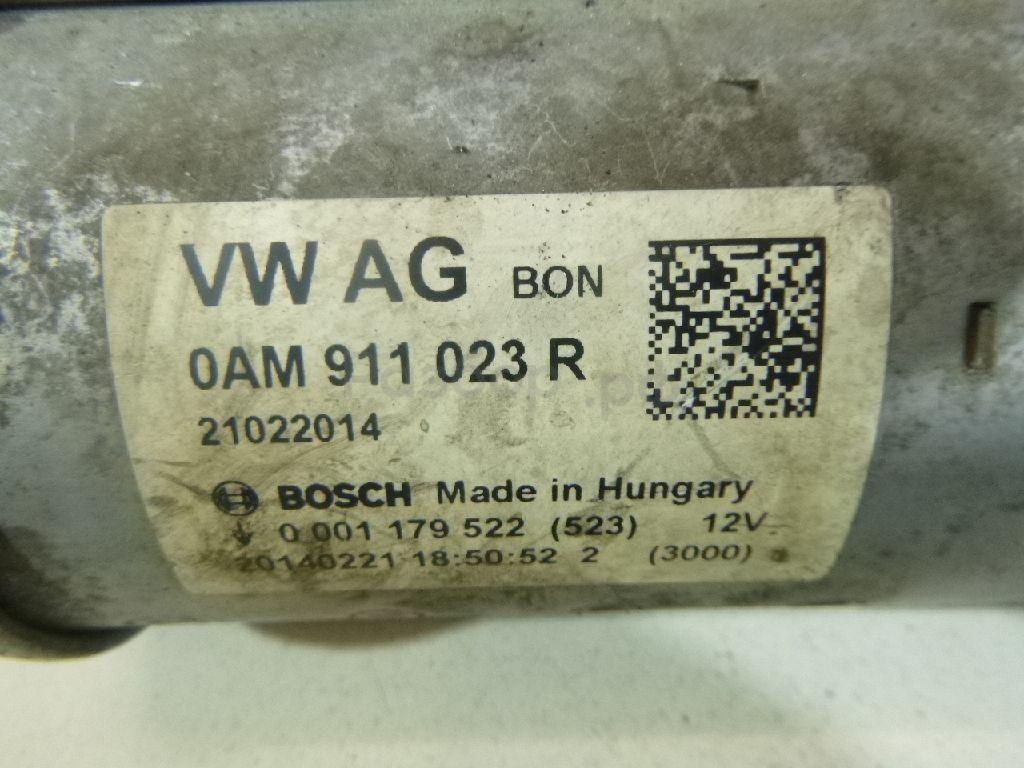 VW AG BON
0AM 911 023 R
21022014
BOSCH Made in Hungary
0 001 179 522 (523) 12V
20140221 18:50:52 2 (3000)